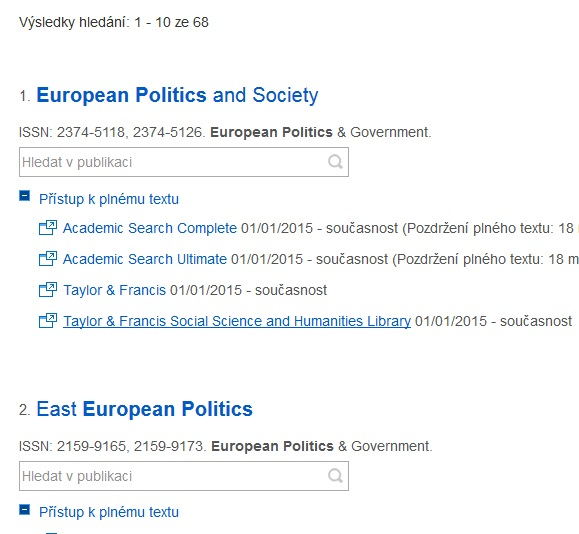 Výsledky hledání: 1 - 10 ze 68
1. European Politics and Society
ISSN: 2374-5118, 2374-5126. European Politics & Government.
Hledat v publikaci
Přístup k plnému textu
Academic Search Complete 01/01/2015 - současnost (Pozdržení plného textu: 18
Academic Search Ultimate 01/01/2015 - současnost (Pozdržení plného textu: 18 m
Taylor & Francis 01/01/2015 - současnost
Taylor & Francis Social Science and Humanities Library 01/01/2015 - současnost
2. East European Politics
ISSN: 2159-9165, 2159-9173. European Politics & Government.
Hledat v publikaci
Přístup k plnému textu